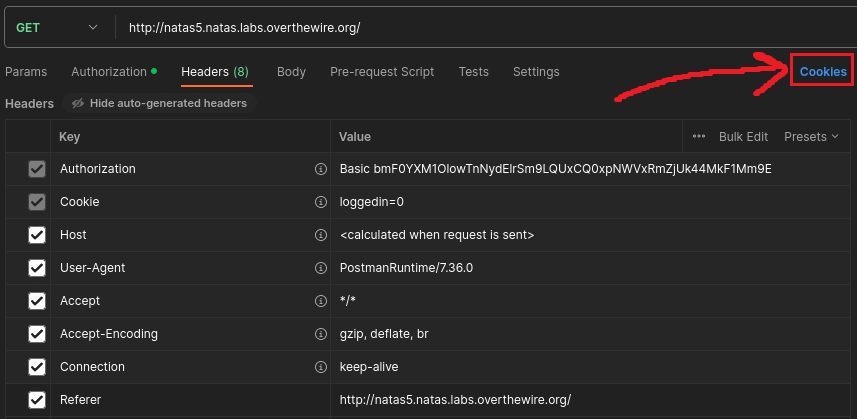 GET http://natas5.natas.labs.overthewire.org/
Params Authorization Headers (8) Body Pre-request Script Tests Settings Cookies
Headers Hide auto-generated headers
Key Value Bulk Edit Presets
Authorization Basic bmF0YXM1OlowTnNydElrSm9LQUxxCQ0xpNWVxRmZjUk44MkF1Mm9E
Cookie loggedin=0
Host <calculated when request is sent>
User-Agent PostmanRuntime/7.36.0
Accept */*
Accept-Encoding gzip, deflate, br
Connection keep-alive
Referer http://natas5.natas.labs.overthewire.org/